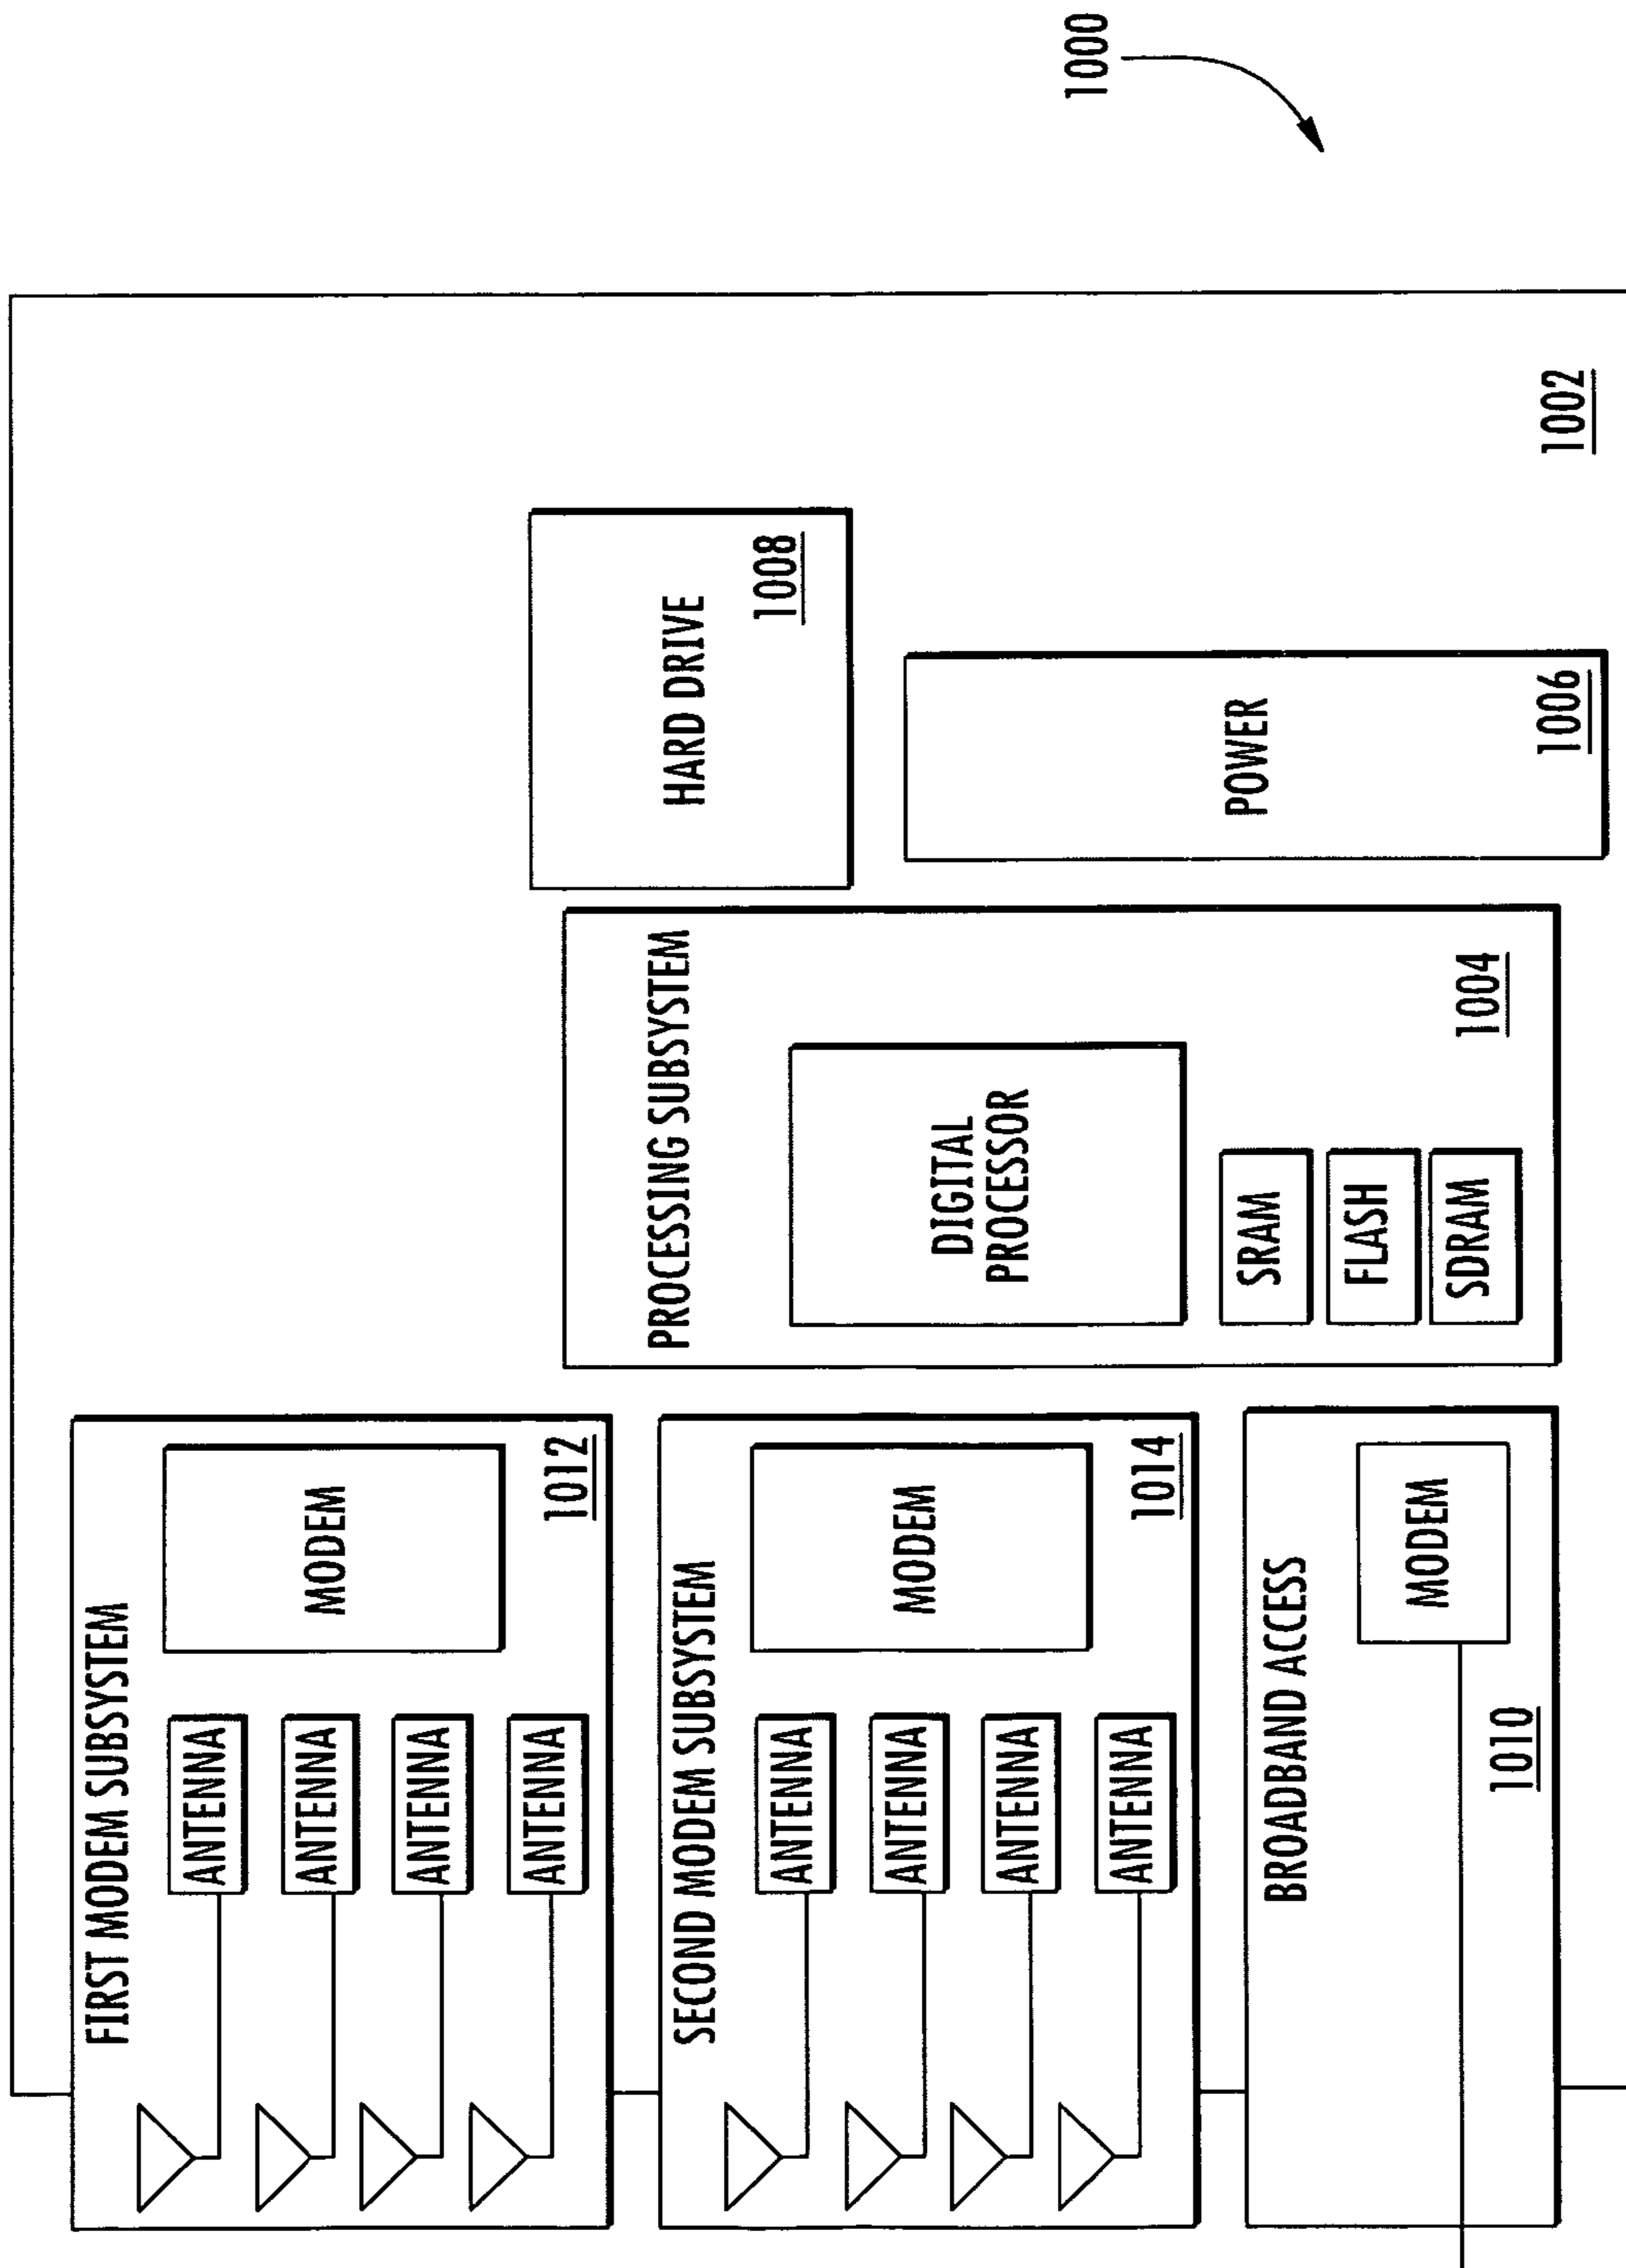 FIRST MODEM SUBSYSTEM
ANTENNA
ANTENNA
ANTENNA
ANTENNA
MODEM
1012
SECOND MODEM SUBSYSTEM
ANTENNA
ANTENNA
ANTENNA
ANTENNA
MODEM
1014
BROADBAND ACCESS
MODEM
1010
PROCESSING SUBSYSTEM
DIGITAL
PROCESSOR
SRAM
FLASH
SDRAM
1004
HARD DRIVE
1008
POWER
1006
1002
1000